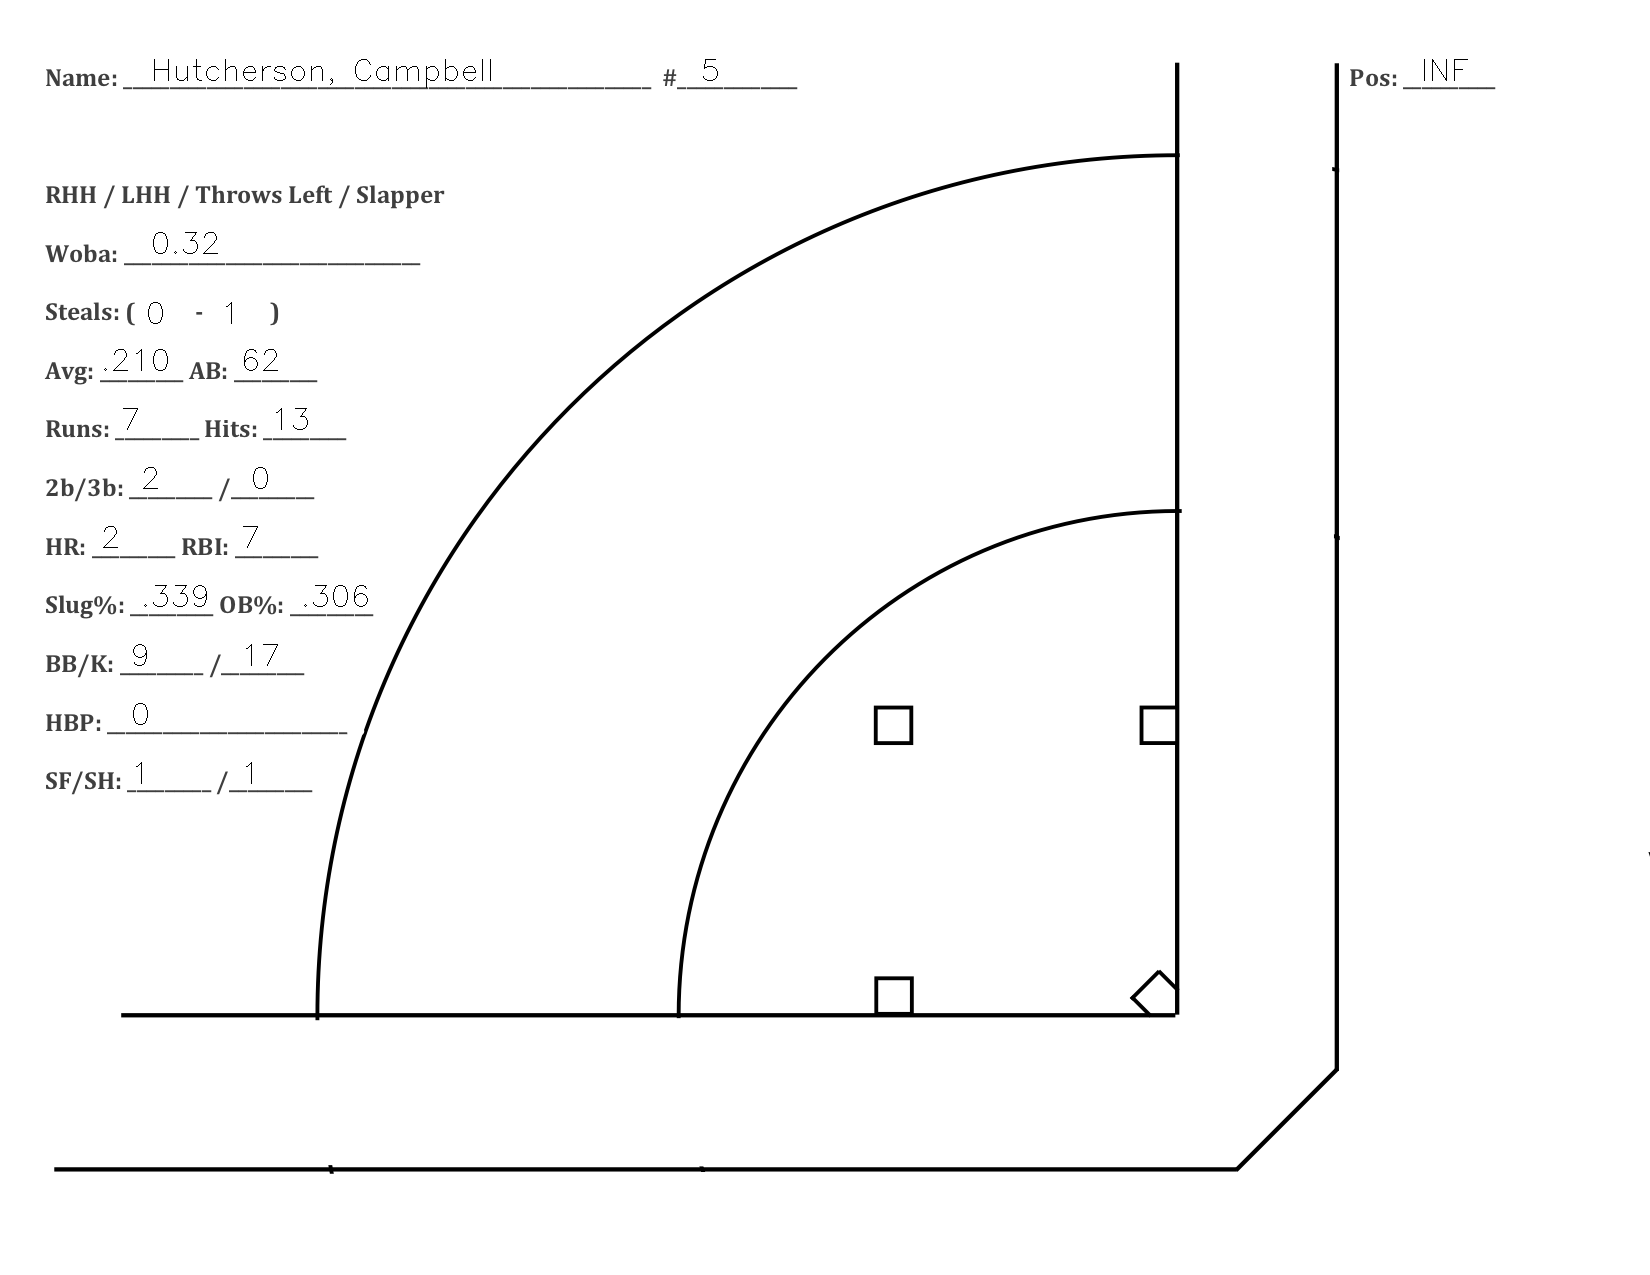 Name: Hutcherson, Campbell # 5 Pos: INF
RHH / LHH / Throws Left / Slapper
Woba: 0.32
Steals: ( 0 - 1 )
Avg: .210 AB: 62
Runs: 7 Hits: 13
2b/3b: 2 / 0
HR: 2 RBI: 7
Slug%: .339 OB%: .306
BB/K: 9 / 17
HBP: 0
SF/SH: 1 / 1